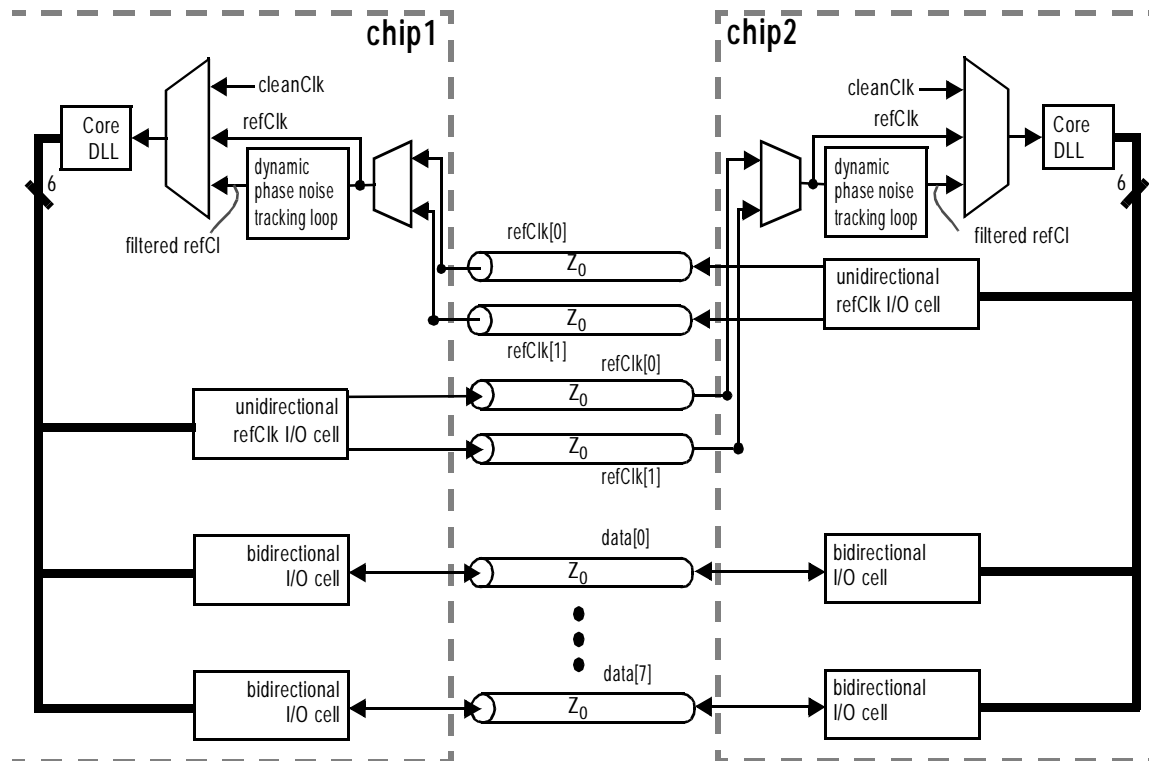 chip1
chip2
cleanClk
cleanClk
refClk
refClk
Core
DLL
Core
DLL
6
6
dynamic
phase noise
tracking loop
dynamic
phase noise
tracking loop
filtered refCl
filtered refCl
refClk[0]
Z0
unidirectional
refClk I/O cell
Z0
refClk[1]
refClk[0]
Z0
unidirectional
refClk I/O cell
Z0
refClk[1]
data[0]
bidirectional
I/O cell
Z0
bidirectional
I/O cell
data[7]
bidirectional
I/O cell
Z0
bidirectional
I/O cell